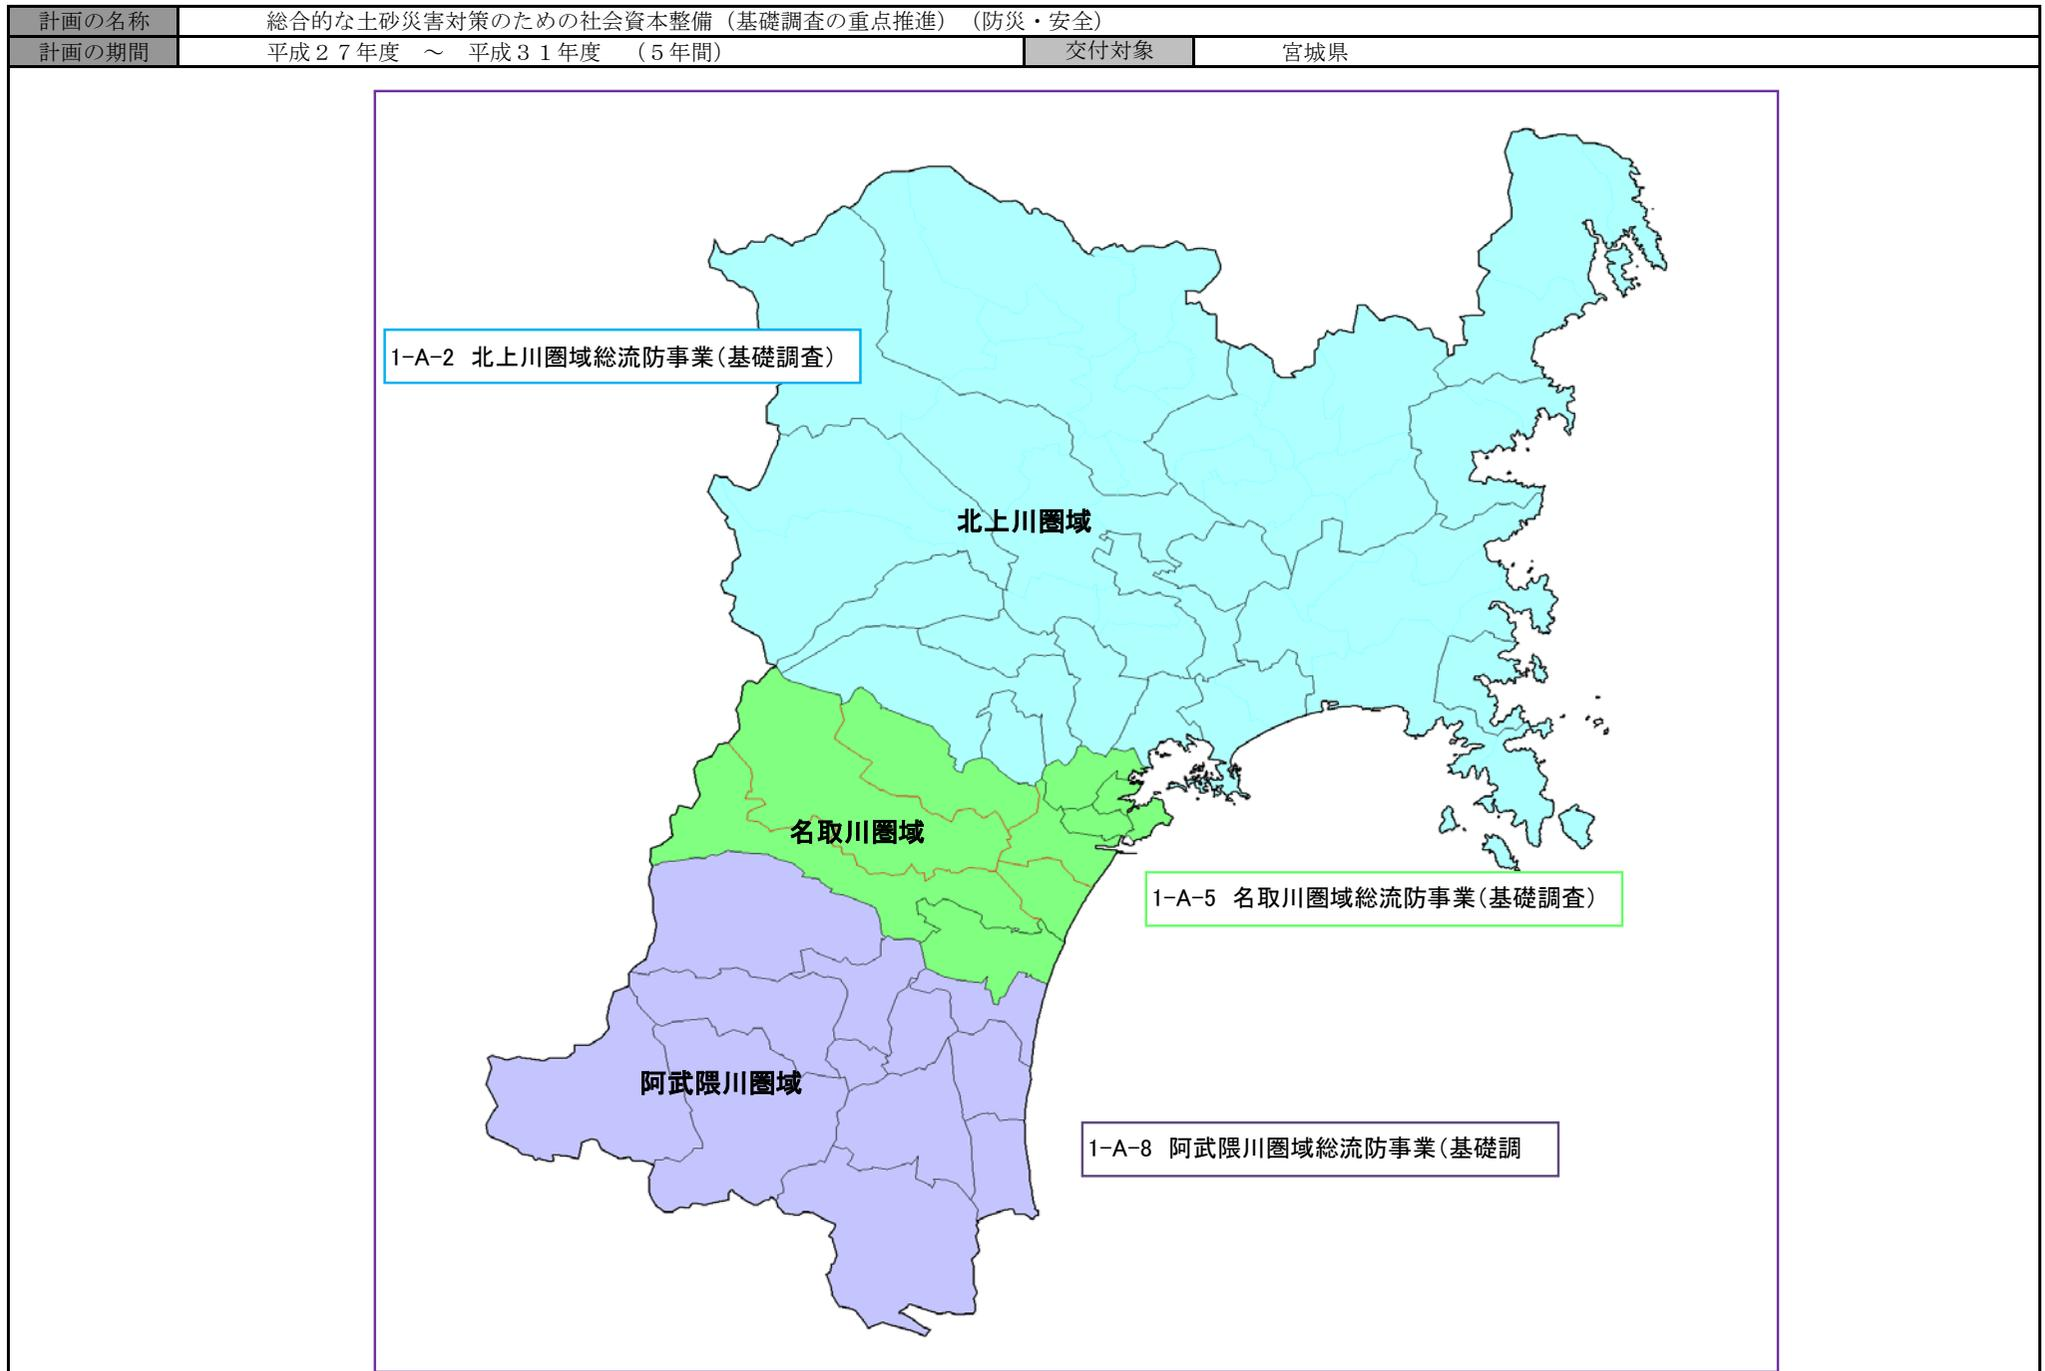 計画の名称 総合的な土砂災害対策のための社会資本整備（基礎調査の重点推進）（防災・安全）
計画の期間 平成２７年度　～　平成３１年度　（５年間） 交付対象 宮城県
1-A-2 北上川圏域総流防事業（基礎調査）
北上川圏域
名取川圏域
1-A-5 名取川圏域総流防事業（基礎調査）
阿武隈川圏域
1-A-8 阿武隈川圏域総流防事業（基礎調